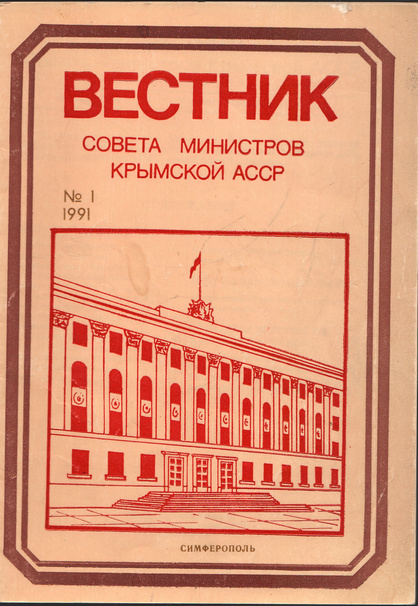 ВЕСТНИК
СОВЕТА МИНИСТРОВ
КРЫМСКОЙ АССР
№ 1
1991
СИМФЕРОПОЛЬ